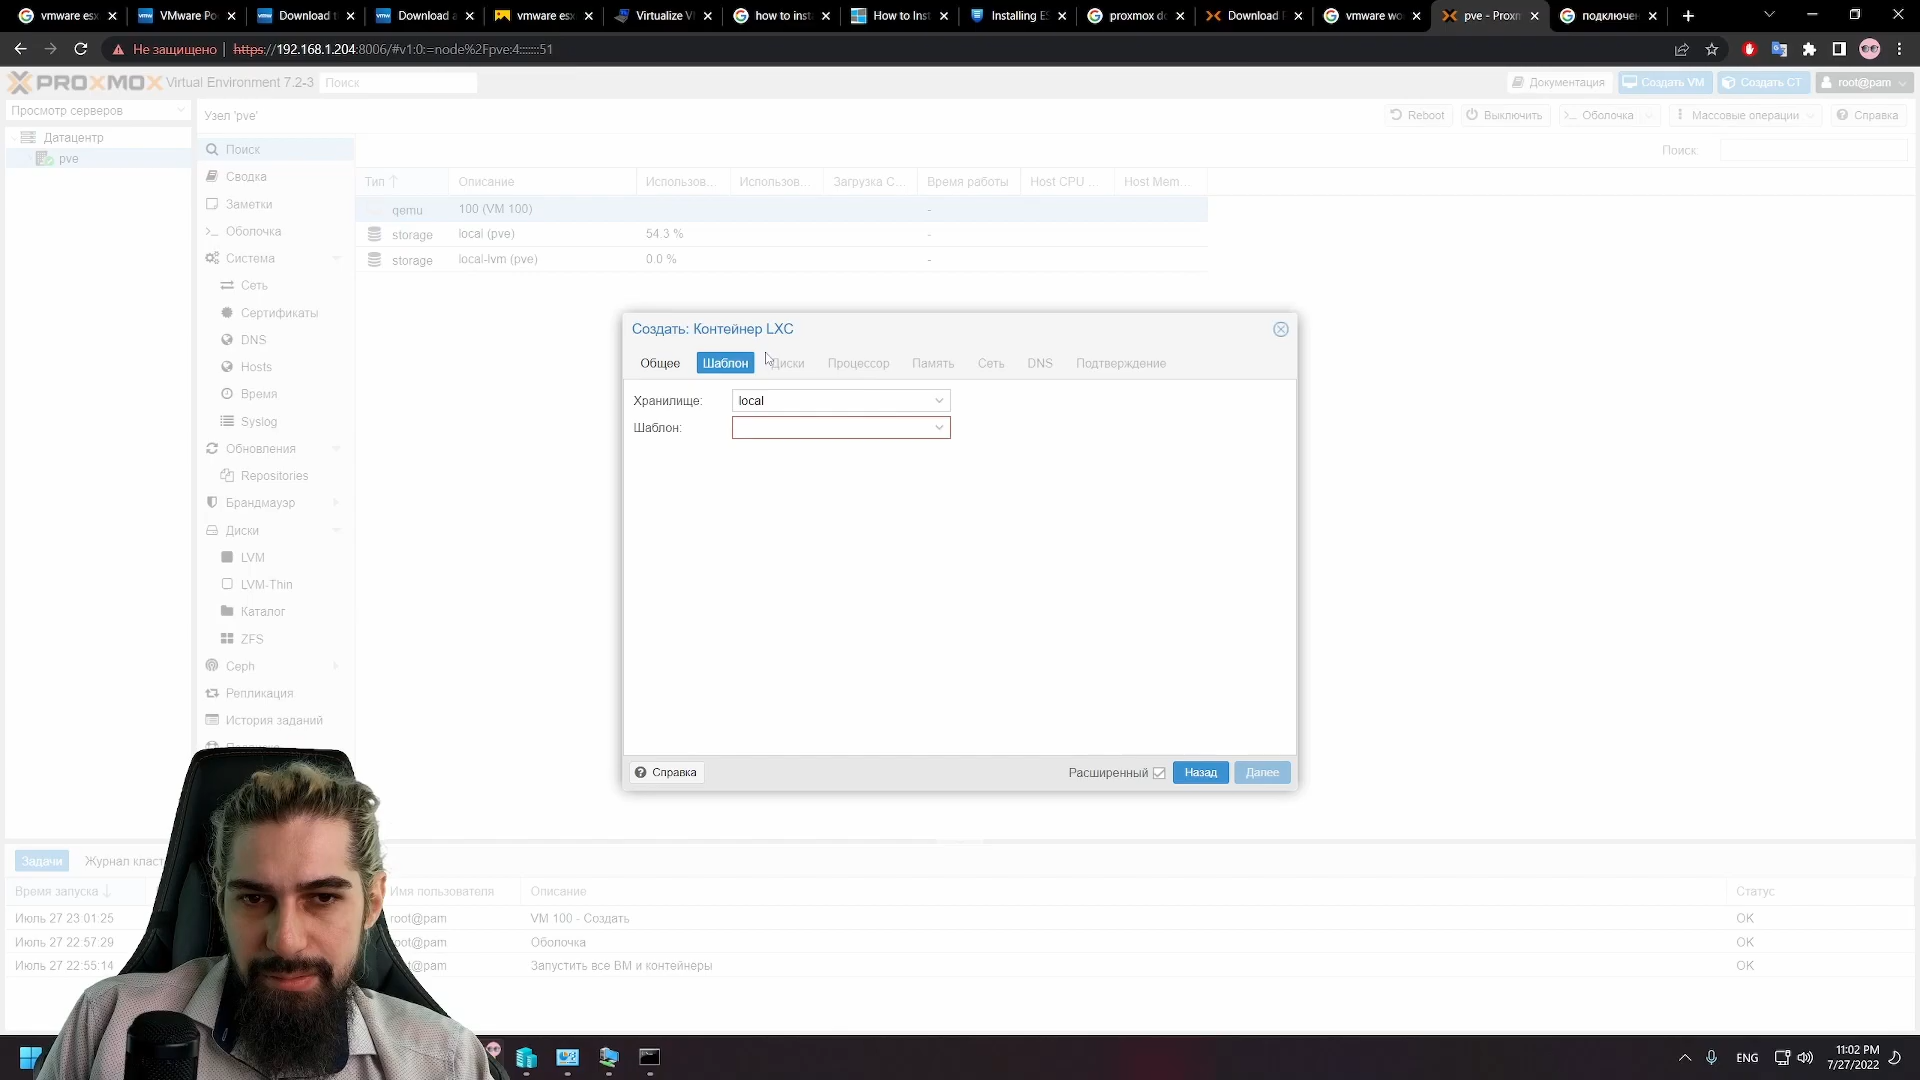 vmware esx
VMware Po
Download t
Download a
vmware esx
Virtualize V
how to inst
How to Inst
Installing ES
proxmox do
Download P
vmware wo
pve - Proxm
подключен
Не защищено https://192.168.1.204:8006/#v1:0:=node%2Fpve:4:::::::51
PROXMOX Virtual Environment 7.2-3 Поиск Документация Создать VM Создать CT root@pam
Просмотр серверов
Узел 'pve' Reboot Выключить Оболочка Массовые операции Справка
Датацентр
pve
Поиск
Сводка
Заметки
Оболочка
Система
Сеть
Сертификаты
DNS
Hosts
Время
Syslog
Обновления
Repositories
Брандмауэр
Диски
LVM
LVM-Thin
Каталог
ZFS
Ceph
Репликация
История заданий
Поиск:
Тип Описание Использов... Использов... Загрузка C... Время работы Host CPU ... Host Mem...
qemu 100 (VM 100) -
storage local (pve) 54.3 % -
storage local-lvm (pve) 0.0 % -
Создать: Контейнер LXC
Общее Шаблон Диски Процессор Память Сеть DNS Подтверждение
Хранилище: local
Шаблон:
Справка Расширенный Назад Далее
Задачи Журнал класт
Время запуска Имя пользователя Описание Статус
Июль 27 23 01:25 root@pam VM 100 - Создать OK
Июль 27 22:57:29 root@pam Оболочка OK
Июль 27 22:55:14 t@pam Запустить все ВМ и контейнеры OK
ENG
11:02 PM
7/27/2022